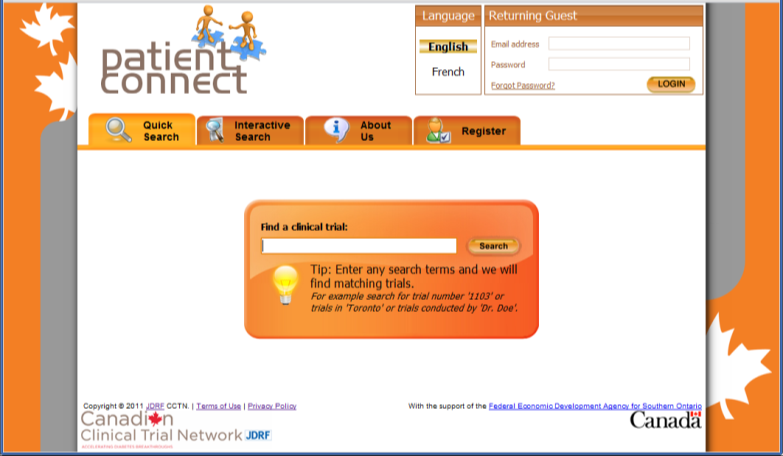 patient
connect
Language
English
French
Returning Guest
Email address
Password
Forgot Password?
LOGIN
Quick
Search
Interactive
Search
About
Us
Register
Find a clinical trial:
Search
Tip: Enter any search terms and we will
find matching trials.
For example search for trial number '1103' or
trials in 'Toronto' or trials conducted by 'Dr. Doe'.
Copyright © 2011 JDRF CCTN. | Terms of Use | Privacy Policy
With the support of the Federal Economic Development Agency for Southern Ontario
Canadian
Clinical Trial Network JDRF
ACCELERATING DIABETES BREAKTHROUGHS
Canada